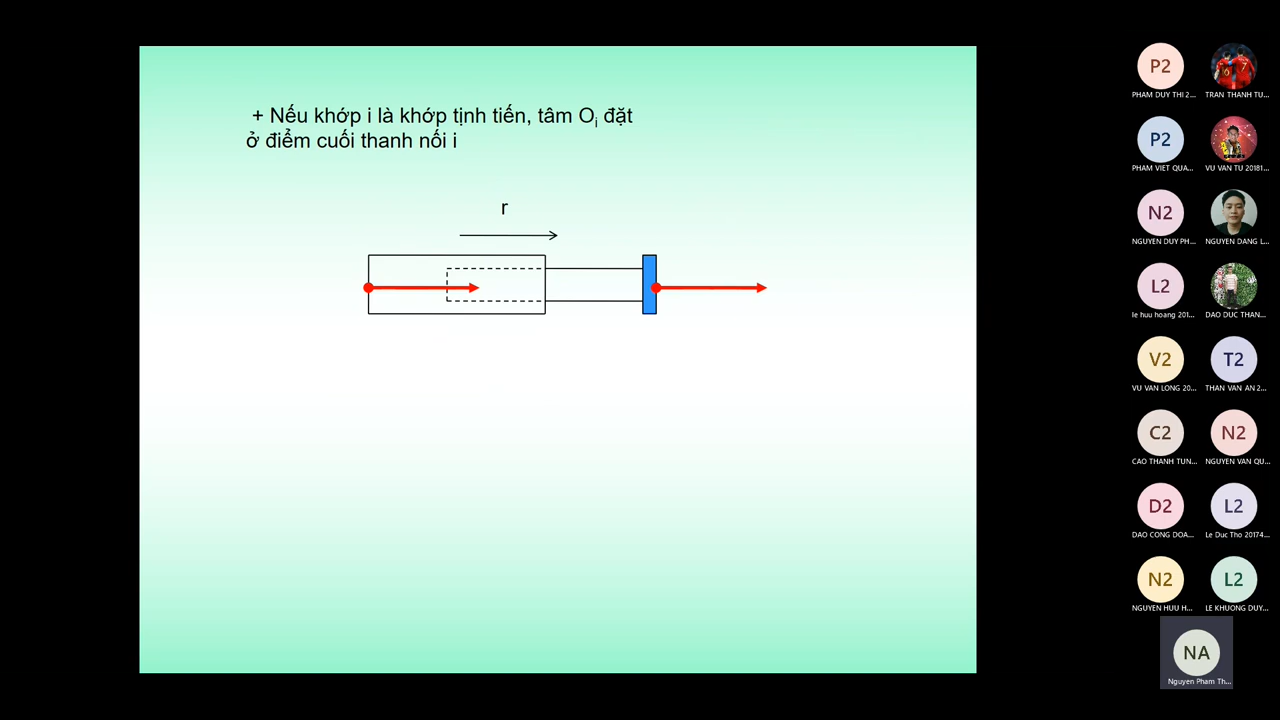 + Nếu khớp i là khớp tịnh tiến, tâm Oi đặt
ở điểm cuối thanh nối i
r
P2
PHAM DUY THI 2...
TRAN THANH TU...
P2
PHAM VIET QUA...
VU VAN TU 20181...
N2
NGUYEN DUY PH...
NGUYEN DANG L...
L2
le huu hoang 201...
DAO DUC THAN...
V2
VU VAN LONG 20...
T2
THAN VAN AN 2...
C2
CAO THANH TUN...
N2
NGUYEN VAN QU...
D2
DAO CONG DOA...
L2
Le Duc Tho 20174...
N2
NGUYEN HUU H...
L2
LE KHUONG DUY...
NA
Nguyen Pham Th...